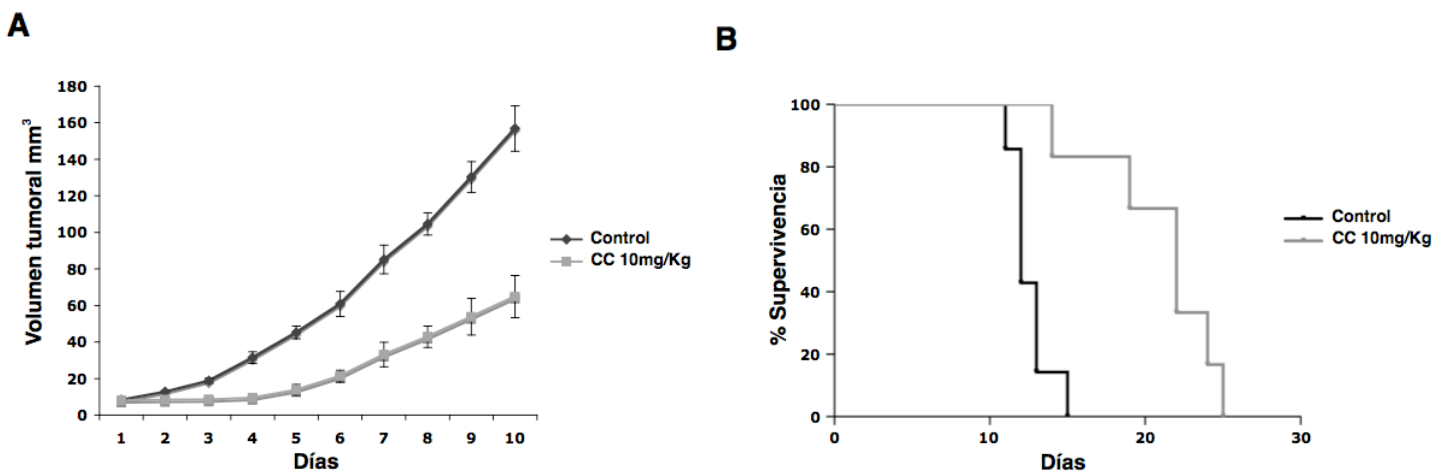 A
Volumen tumoral mm³
180
160
140
120
100
80
60
40
20
0
1 2 3 4 5 6 7 8 9 10
Días
Control
CC 10mg/Kg
B
% Supervivencia
100
80
60
40
20
0
0 10 20 30
Días
Control
CC 10mg/Kg